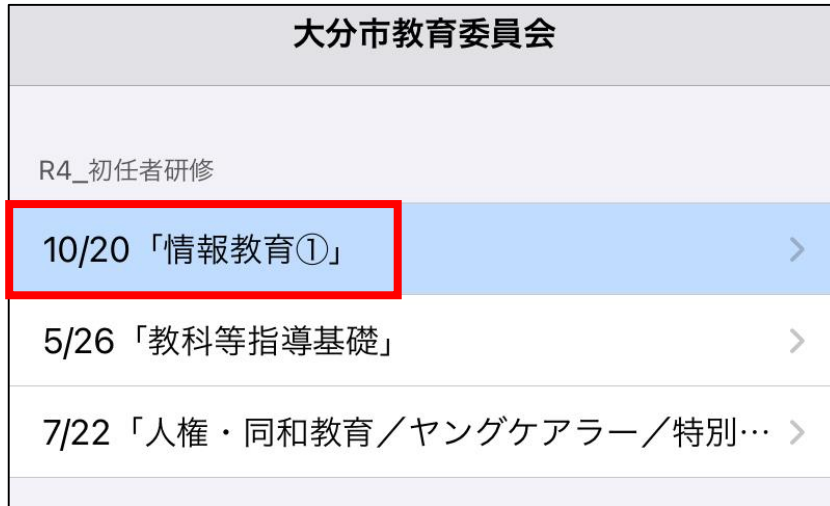 大分市教育委員会
R4_初任者研修
10/20「情報教育①」
5/26「教科等指導基礎」
7/22「人権・同和教育／ヤングケアラー／特別…